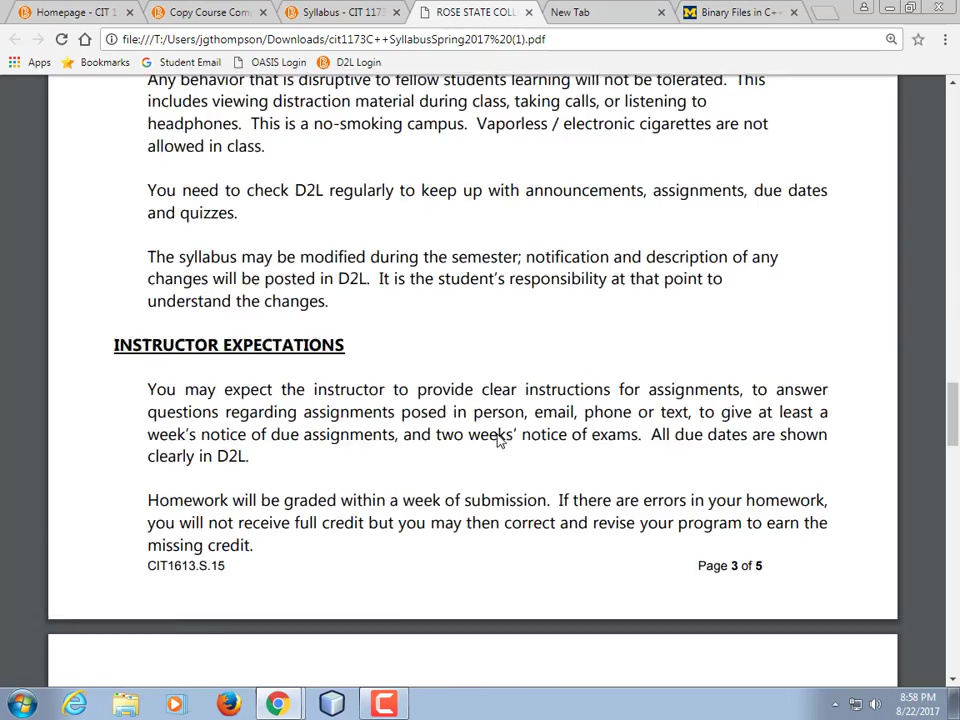 Homepage - CIT 1
Copy Course Com
Syllabus - CIT 1173
ROSE STATE COLL
New Tab
Binary Files in C++
file:///T:/Users/jgthompson/Downloads/cit1173C++SyllabusSpring2017%20(1).pdf
Apps
Bookmarks
Student Email
OASIS Login
D2L Login
Any behavior that is disruptive to fellow students learning will not be tolerated. This
includes viewing distraction material during class, taking calls, or listening to
headphones. This is a no-smoking campus. Vaporless / electronic cigarettes are not
allowed in class.
You need to check D2L regularly to keep up with announcements, assignments, due dates
and quizzes.
The syllabus may be modified during the semester; notification and description of any
changes will be posted in D2L. It is the student's responsibility at that point to
understand the changes.
INSTRUCTOR EXPECTATIONS
You may expect the instructor to provide clear instructions for assignments, to answer
questions regarding assignments posed in person, email, phone or text, to give at least a
week's notice of due assignments, and two weeks' notice of exams. All due dates are shown
clearly in D2L.
Homework will be graded within a week of submission. If there are errors in your homework,
you will not receive full credit but you may then correct and revise your program to earn the
missing credit.
CIT1613.S.15
Page 3 of 5
8:58 PM
8/22/2017